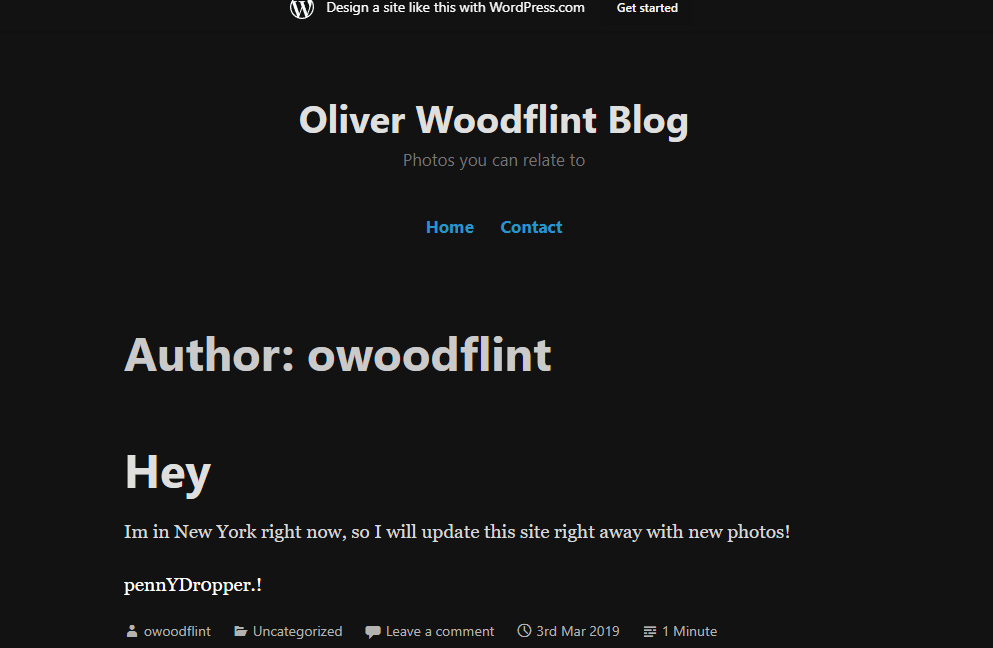 Design a site like this with WordPress.com Get started
Oliver Woodflint Blog
Photos you can relate to
Home Contact
Author: owoodflint
Hey
Im in New York right now, so I will update this site right away with new photos!
pennYDr0pper.!
owoodflint Uncategorized Leave a comment 3rd Mar 2019 1 Minute